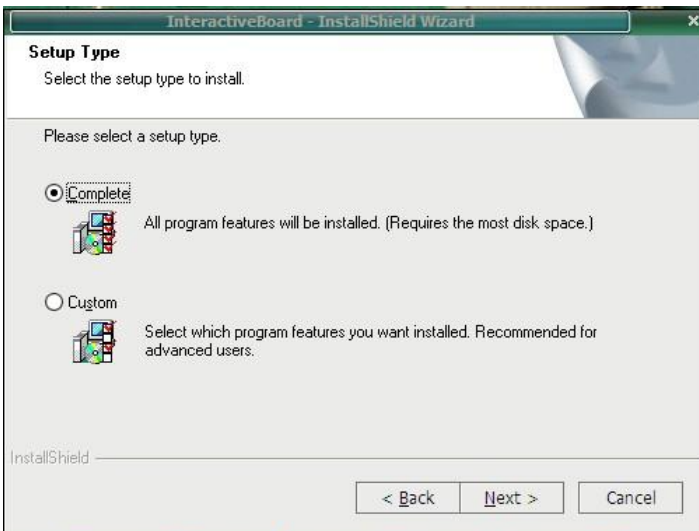 InteractiveBoard - InstallShield Wizard
Setup Type
Select the setup type to install.
Please select a setup type.
Complete
All program features will be installed. (Requires the most disk space.)
Custom
Select which program features you want installed. Recommended for
advanced users.
InstallShield
< Back
Next >
Cancel